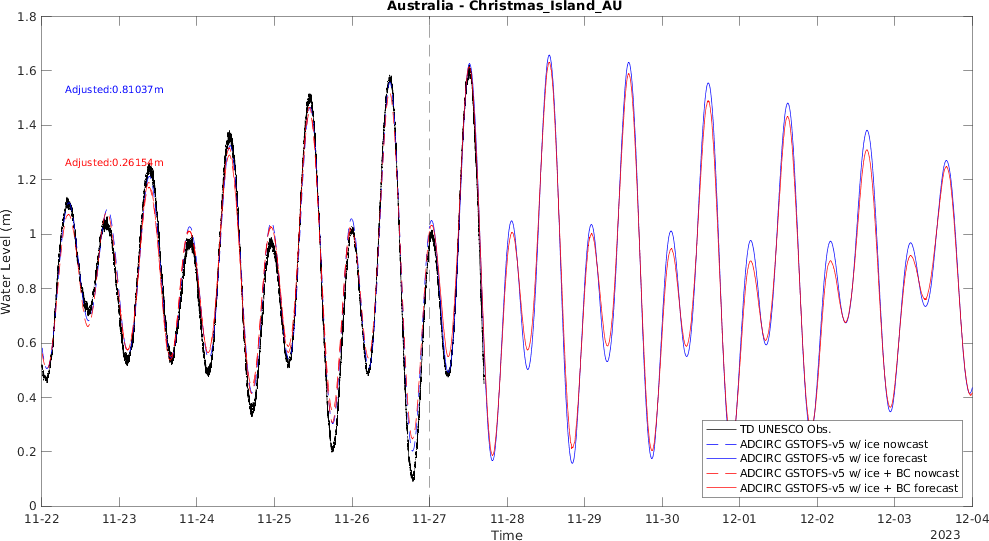 Australia - Christmas_Island_AU
1.8
1.6
1.4
1.2
1
0.8
0.6
0.4
0.2
0
Water Level (m)
Adjusted:0.81037m
Adjusted:0.26154m
TD UNESCO Obs.
ADCIRC GSTOFS-v5 w/ ice nowcast
ADCIRC GSTOFS-v5 w/ ice forecast
ADCIRC GSTOFS-v5 w/ ice + BC nowcast
ADCIRC GSTOFS-v5 w/ ice + BC forecast
11-22 11-23 11-24 11-25 11-26 11-27 11-28 11-29 11-30 12-01 12-02 12-03 12-04
Time
2023